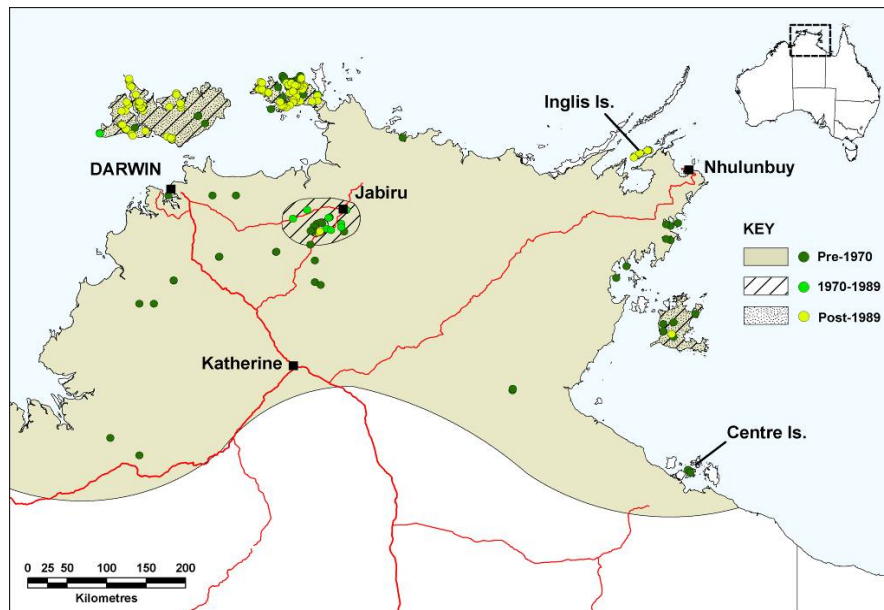 Inglis Is.
DARWIN
Nhulunbuy
Jabiru
KEY
Pre-1970
1970-1989
Post-1989
Katherine
Centre Is.
0 25 50 100 150 200
Kilometres